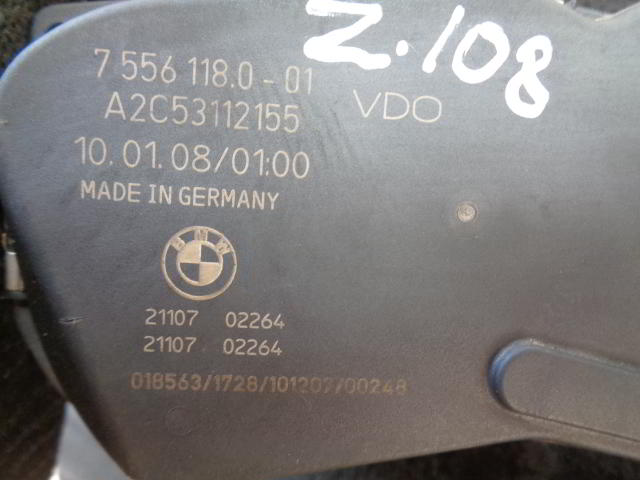 Z.108
7 556 118.0 - 01
A2C53112155
VDO
10.01.08/01:00
MADE IN GERMANY
BMW
21107 02264
21107 02264
018563/1728/101207/00248